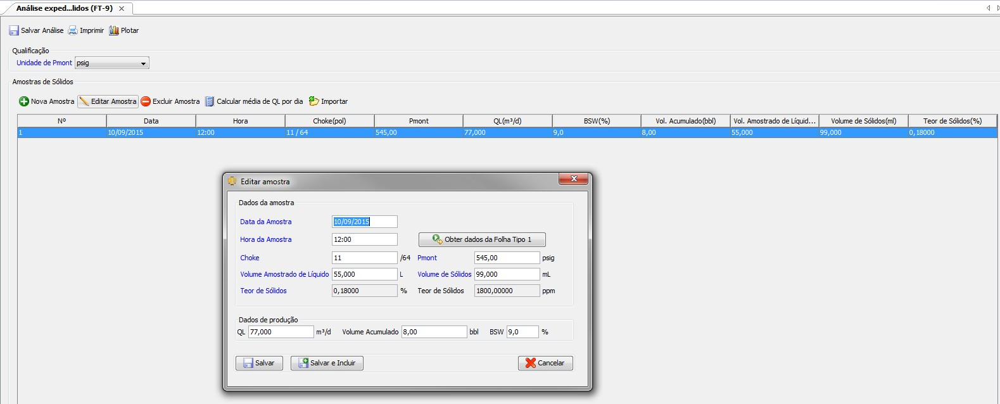 Análise exped...lidos (FT-9)
Salvar Análise Imprimir Plotar
Qualificação
Unidade de Pmont psig
Amostras de Sólidos
Nova Amostra Editar Amostra Excluir Amostra Calcular média de QL por dia Importar
Nº Data Hora Choke(pol) Pmont QL(m³/d) BSW(%) Vol. Acumulado(bbl) Vol. Amostrado de Líquid... Volume de Sólidos(ml) Teor de Sólidos(%)
1 10/09/2015 12:00 11 / 64 545,00 77,000 9,0 8,00 55,000 99,000 0,18000
Editar amostra
Dados da amostra
Data da Amostra 10/09/2015
Hora da Amostra 12:00 Obter dados da Folha Tipo 1
Choke 11 /64 Pmont 545,00 psig
Volume Amostrado de Líquido 55,000 L Volume de Sólidos 99,000 mL
Teor de Sólidos 0,18000 % Teor de Sólidos 1800,00000 ppm
Dados de produção
QL 77,000 m³/d Volume Acumulado 8,00 bbl BSW 9,0 %
Salvar Salvar e Incluir Cancelar